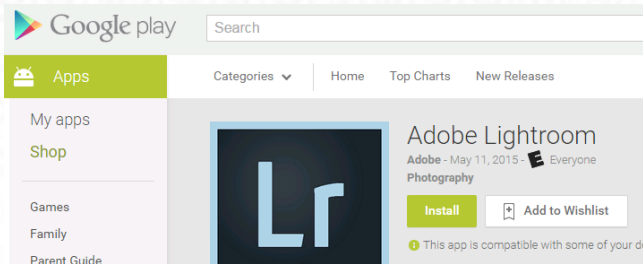 Google play
Search
Apps
Categories
Home
Top Charts
New Releases
My apps
Shop
Games
Family
Parent Guide
Lr
Adobe Lightroom
Adobe - May 11, 2015 - E Everyone
Photography
Install
Add to Wishlist
This app is compatible with some of your